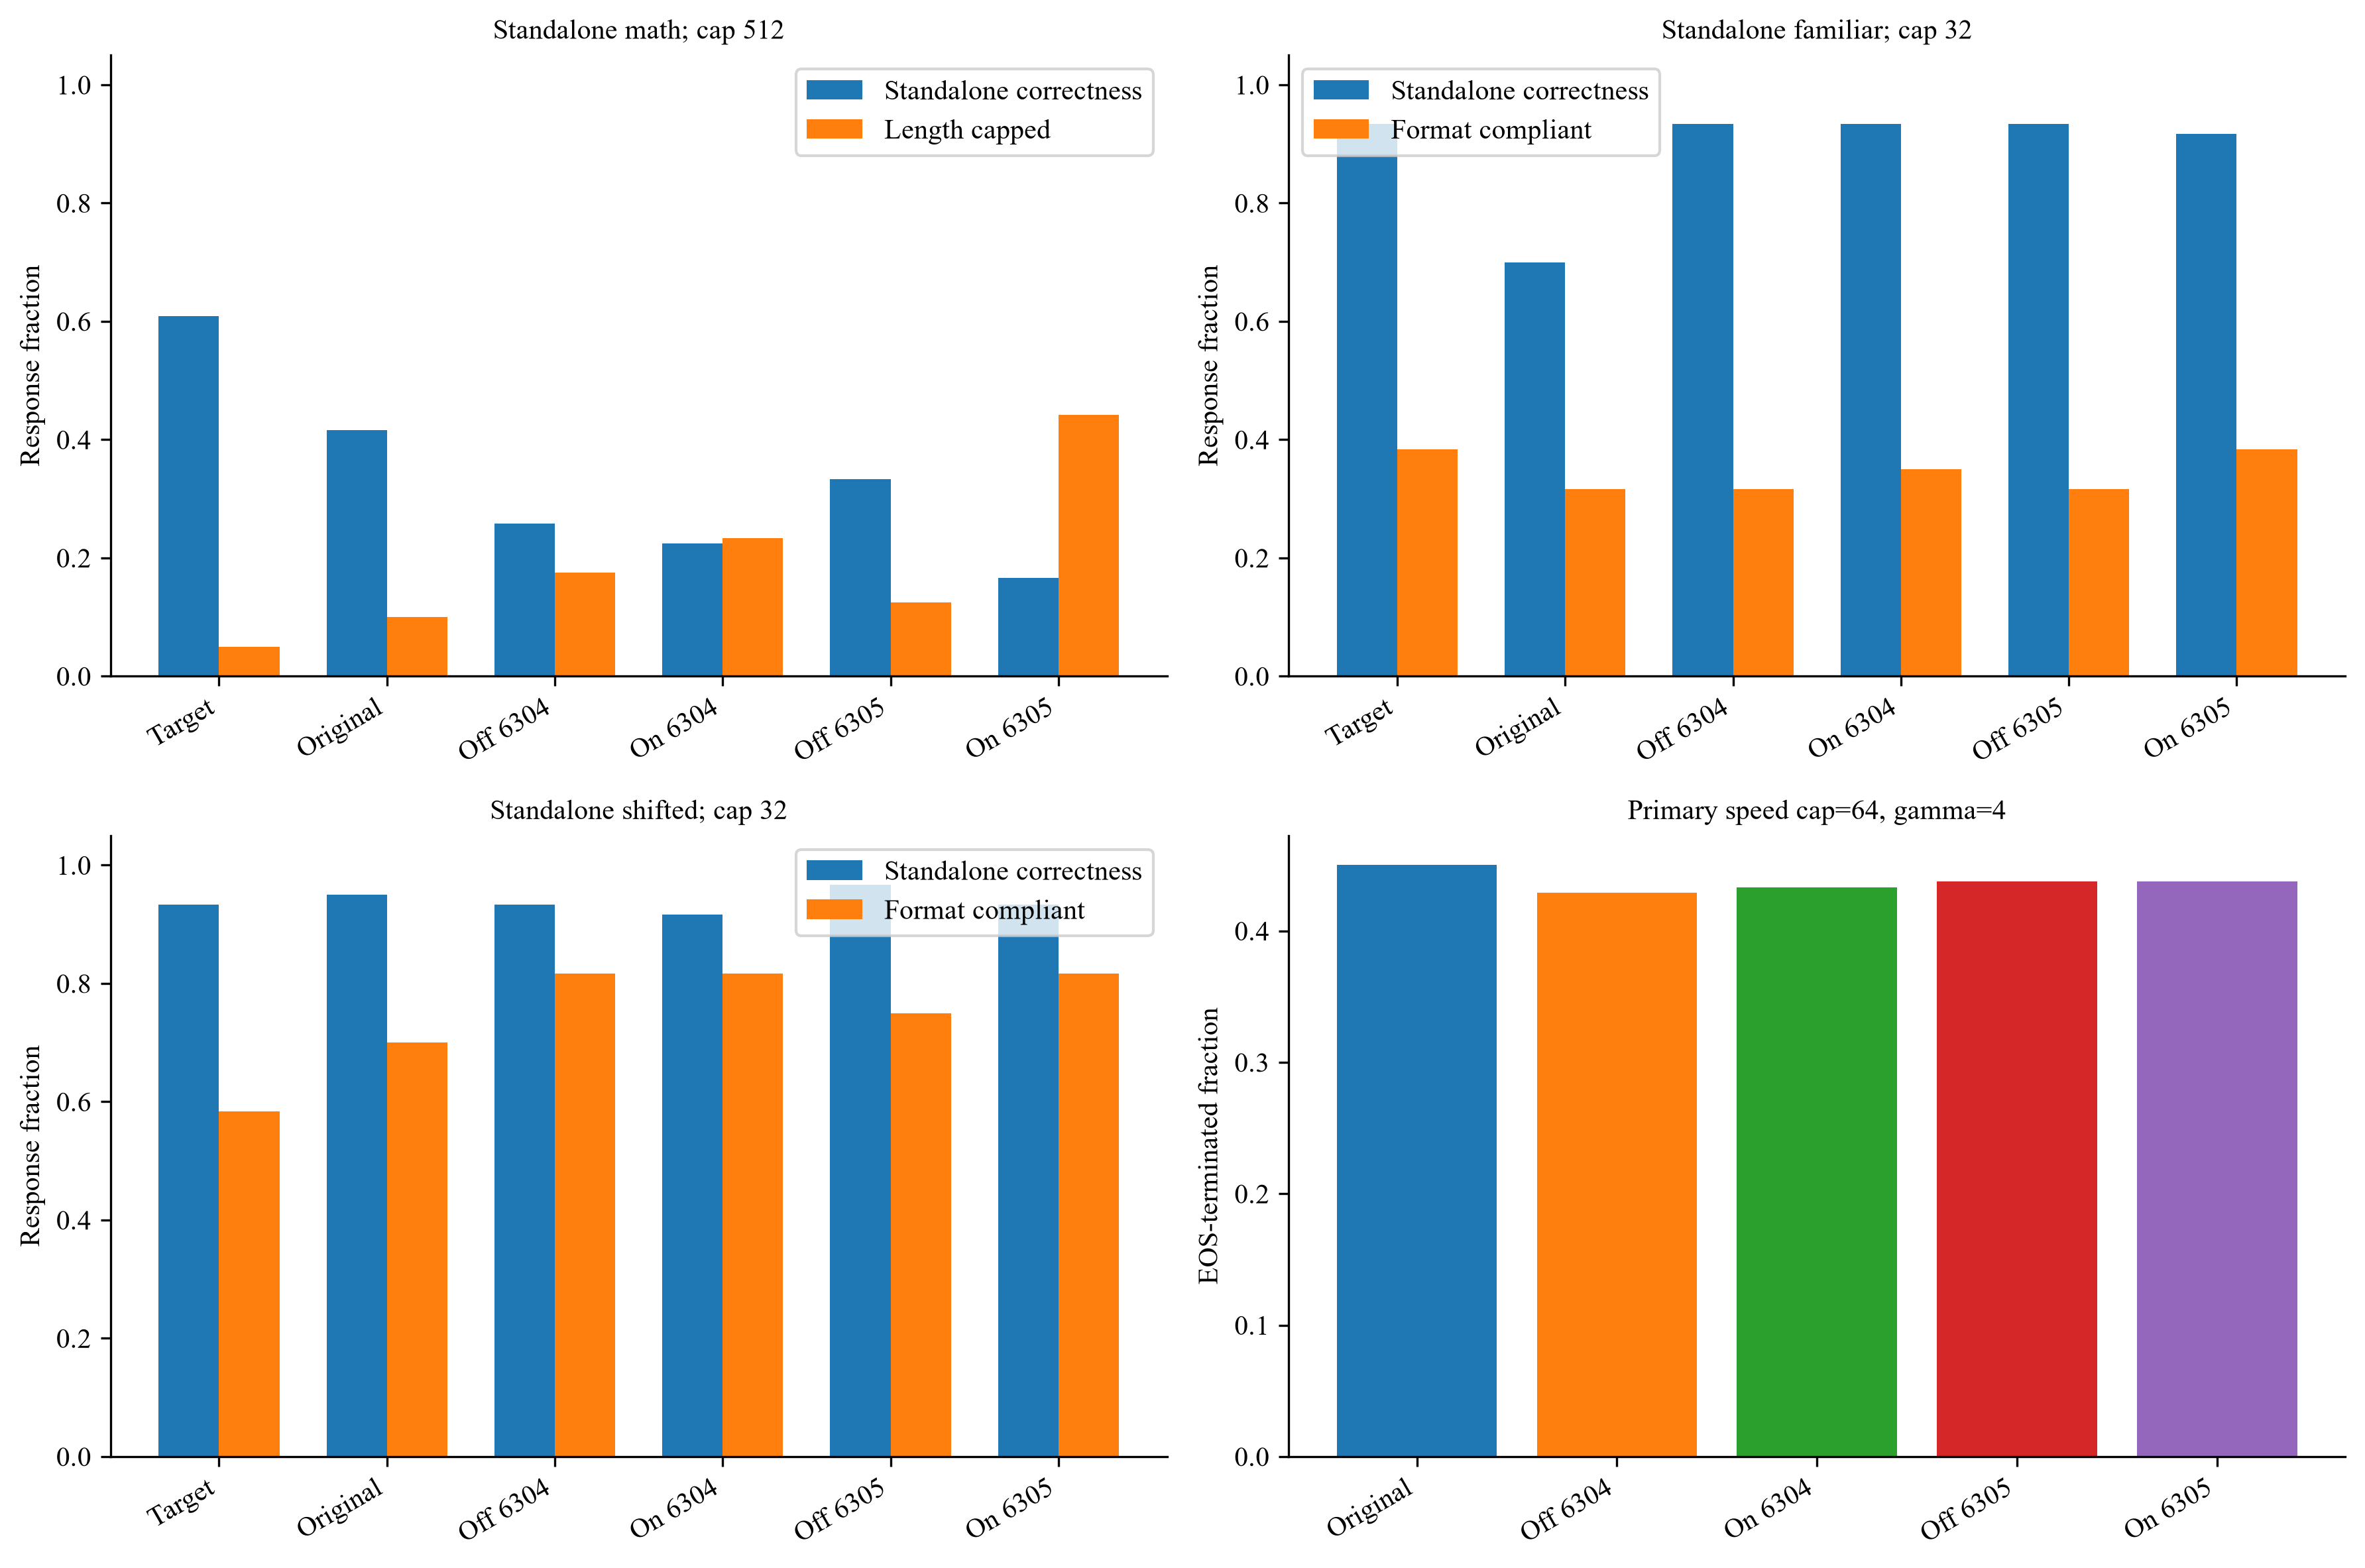 Standalone math; cap 512
Response fraction
1.0
0.8
0.6
0.4
0.2
0.0
Standalone correctness
Length capped
Target
Original
Off 6304
On 6304
Off 6305
On 6305
Standalone familiar; cap 32
Response fraction
1.0
0.8
0.6
0.4
0.2
0.0
Standalone correctness
Format compliant
Target
Original
Off 6304
On 6304
Off 6305
On 6305
Standalone shifted; cap 32
Response fraction
1.0
0.8
0.6
0.4
0.2
0.0
Standalone correctness
Format compliant
Target
Original
Off 6304
On 6304
Off 6305
On 6305
Primary speed cap=64, gamma=4
EOS-terminated fraction
0.4
0.3
0.2
0.1
0.0
Original
Off 6304
On 6304
Off 6305
On 6305